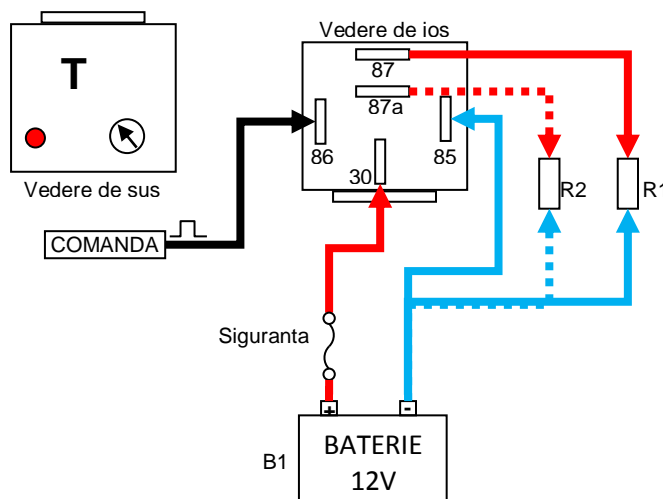 Vedere de ios
T
87
87a
86
85
30
Vedere de sus
R2
R1
COMANDA
Siguranta
+
-
B1
BATERIE
12V